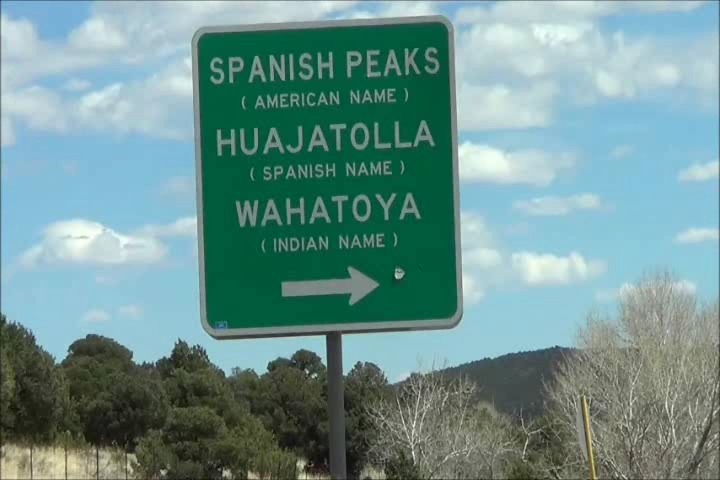 SPANISH PEAKS
( AMERICAN NAME )
HUAJATOLLA
( SPANISH NAME )
WAHATOYA
( INDIAN NAME )